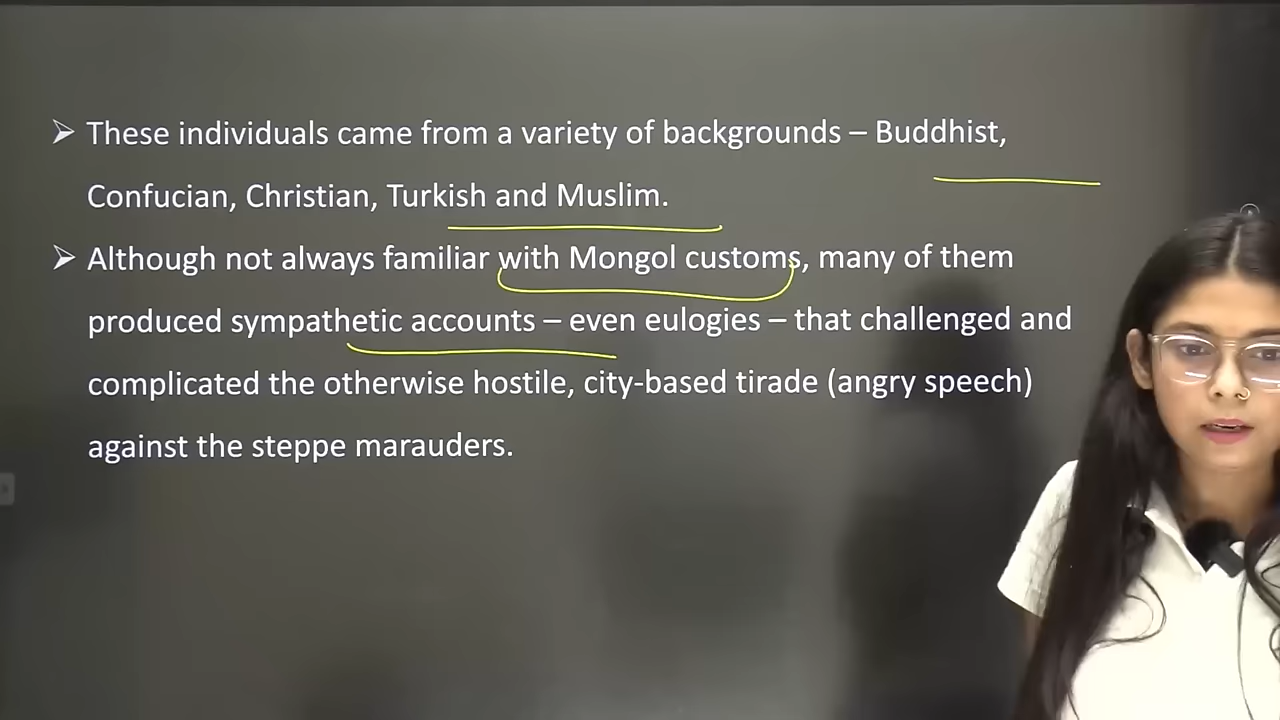 ➢ These individuals came from a variety of backgrounds – Buddhist,
Confucian, Christian, Turkish and Muslim.
➢ Although not always familiar with Mongol customs, many of them
produced sympathetic accounts – even eulogies – that challenged and
complicated the otherwise hostile, city-based tirade (angry speech)
against the steppe marauders.